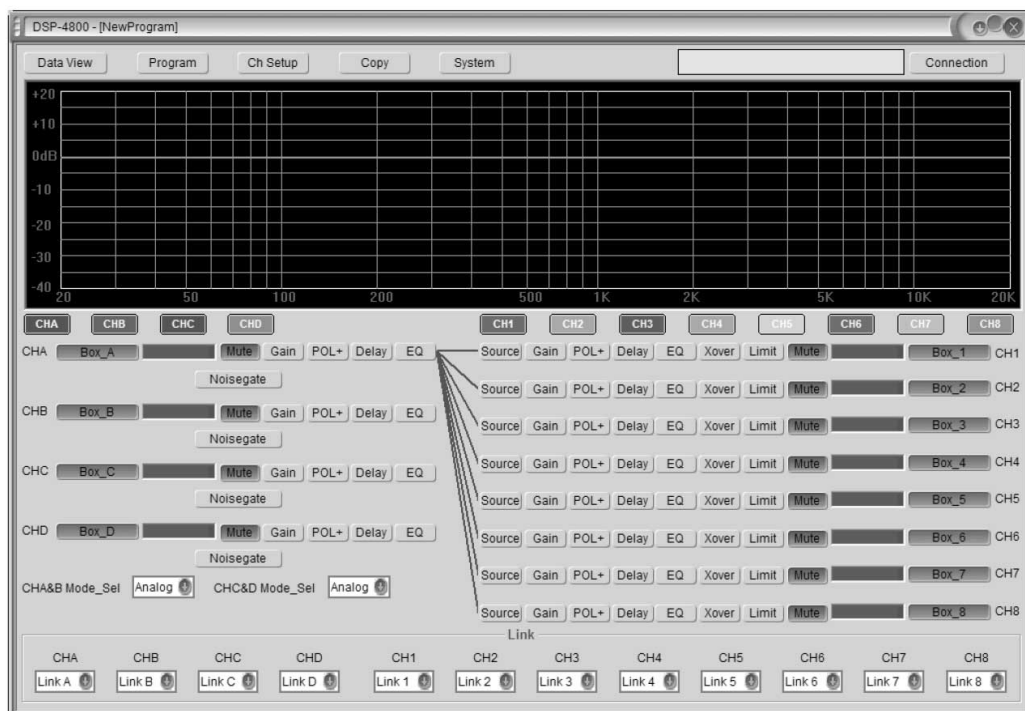 DSP-4800 - [NewProgram]
Data View Program Ch Setup Copy System Connection
+20
+10
0dB
-10
-20
-30
-40
20 50 100 200 500 1K 2K 5K 10K 20K
CHA CHB CHC CHD CH1 CH2 CH3 CH4 CH5 CH6 CH7 CH8
CHA Box_A Mute Gain POL+ Delay EQ
Noisegate
CHB Box_B Mute Gain POL+ Delay EQ
Noisegate
CHC Box_C Mute Gain POL+ Delay EQ
Noisegate
CHD Box_D Mute Gain POL+ Delay EQ
Noisegate
CHA&B Mode_Sel Analog CHC&D Mode_Sel Analog
Source Gain POL+ Delay EQ Xover Limit Mute Box_1 CH1
Source Gain POL+ Delay EQ Xover Limit Mute Box_2 CH2
Source Gain POL+ Delay EQ Xover Limit Mute Box_3 CH3
Source Gain POL+ Delay EQ Xover Limit Mute Box_4 CH4
Source Gain POL+ Delay EQ Xover Limit Mute Box_5 CH5
Source Gain POL+ Delay EQ Xover Limit Mute Box_6 CH6
Source Gain POL+ Delay EQ Xover Limit Mute Box_7 CH7
Source Gain POL+ Delay EQ Xover Limit Mute Box_8 CH8
Link
CHA CHB CHC CHD CH1 CH2 CH3 CH4 CH5 CH6 CH7 CH8
Link A Link B Link C Link D Link 1 Link 2 Link 3 Link 4 Link 5 Link 6 Link 7 Link 8